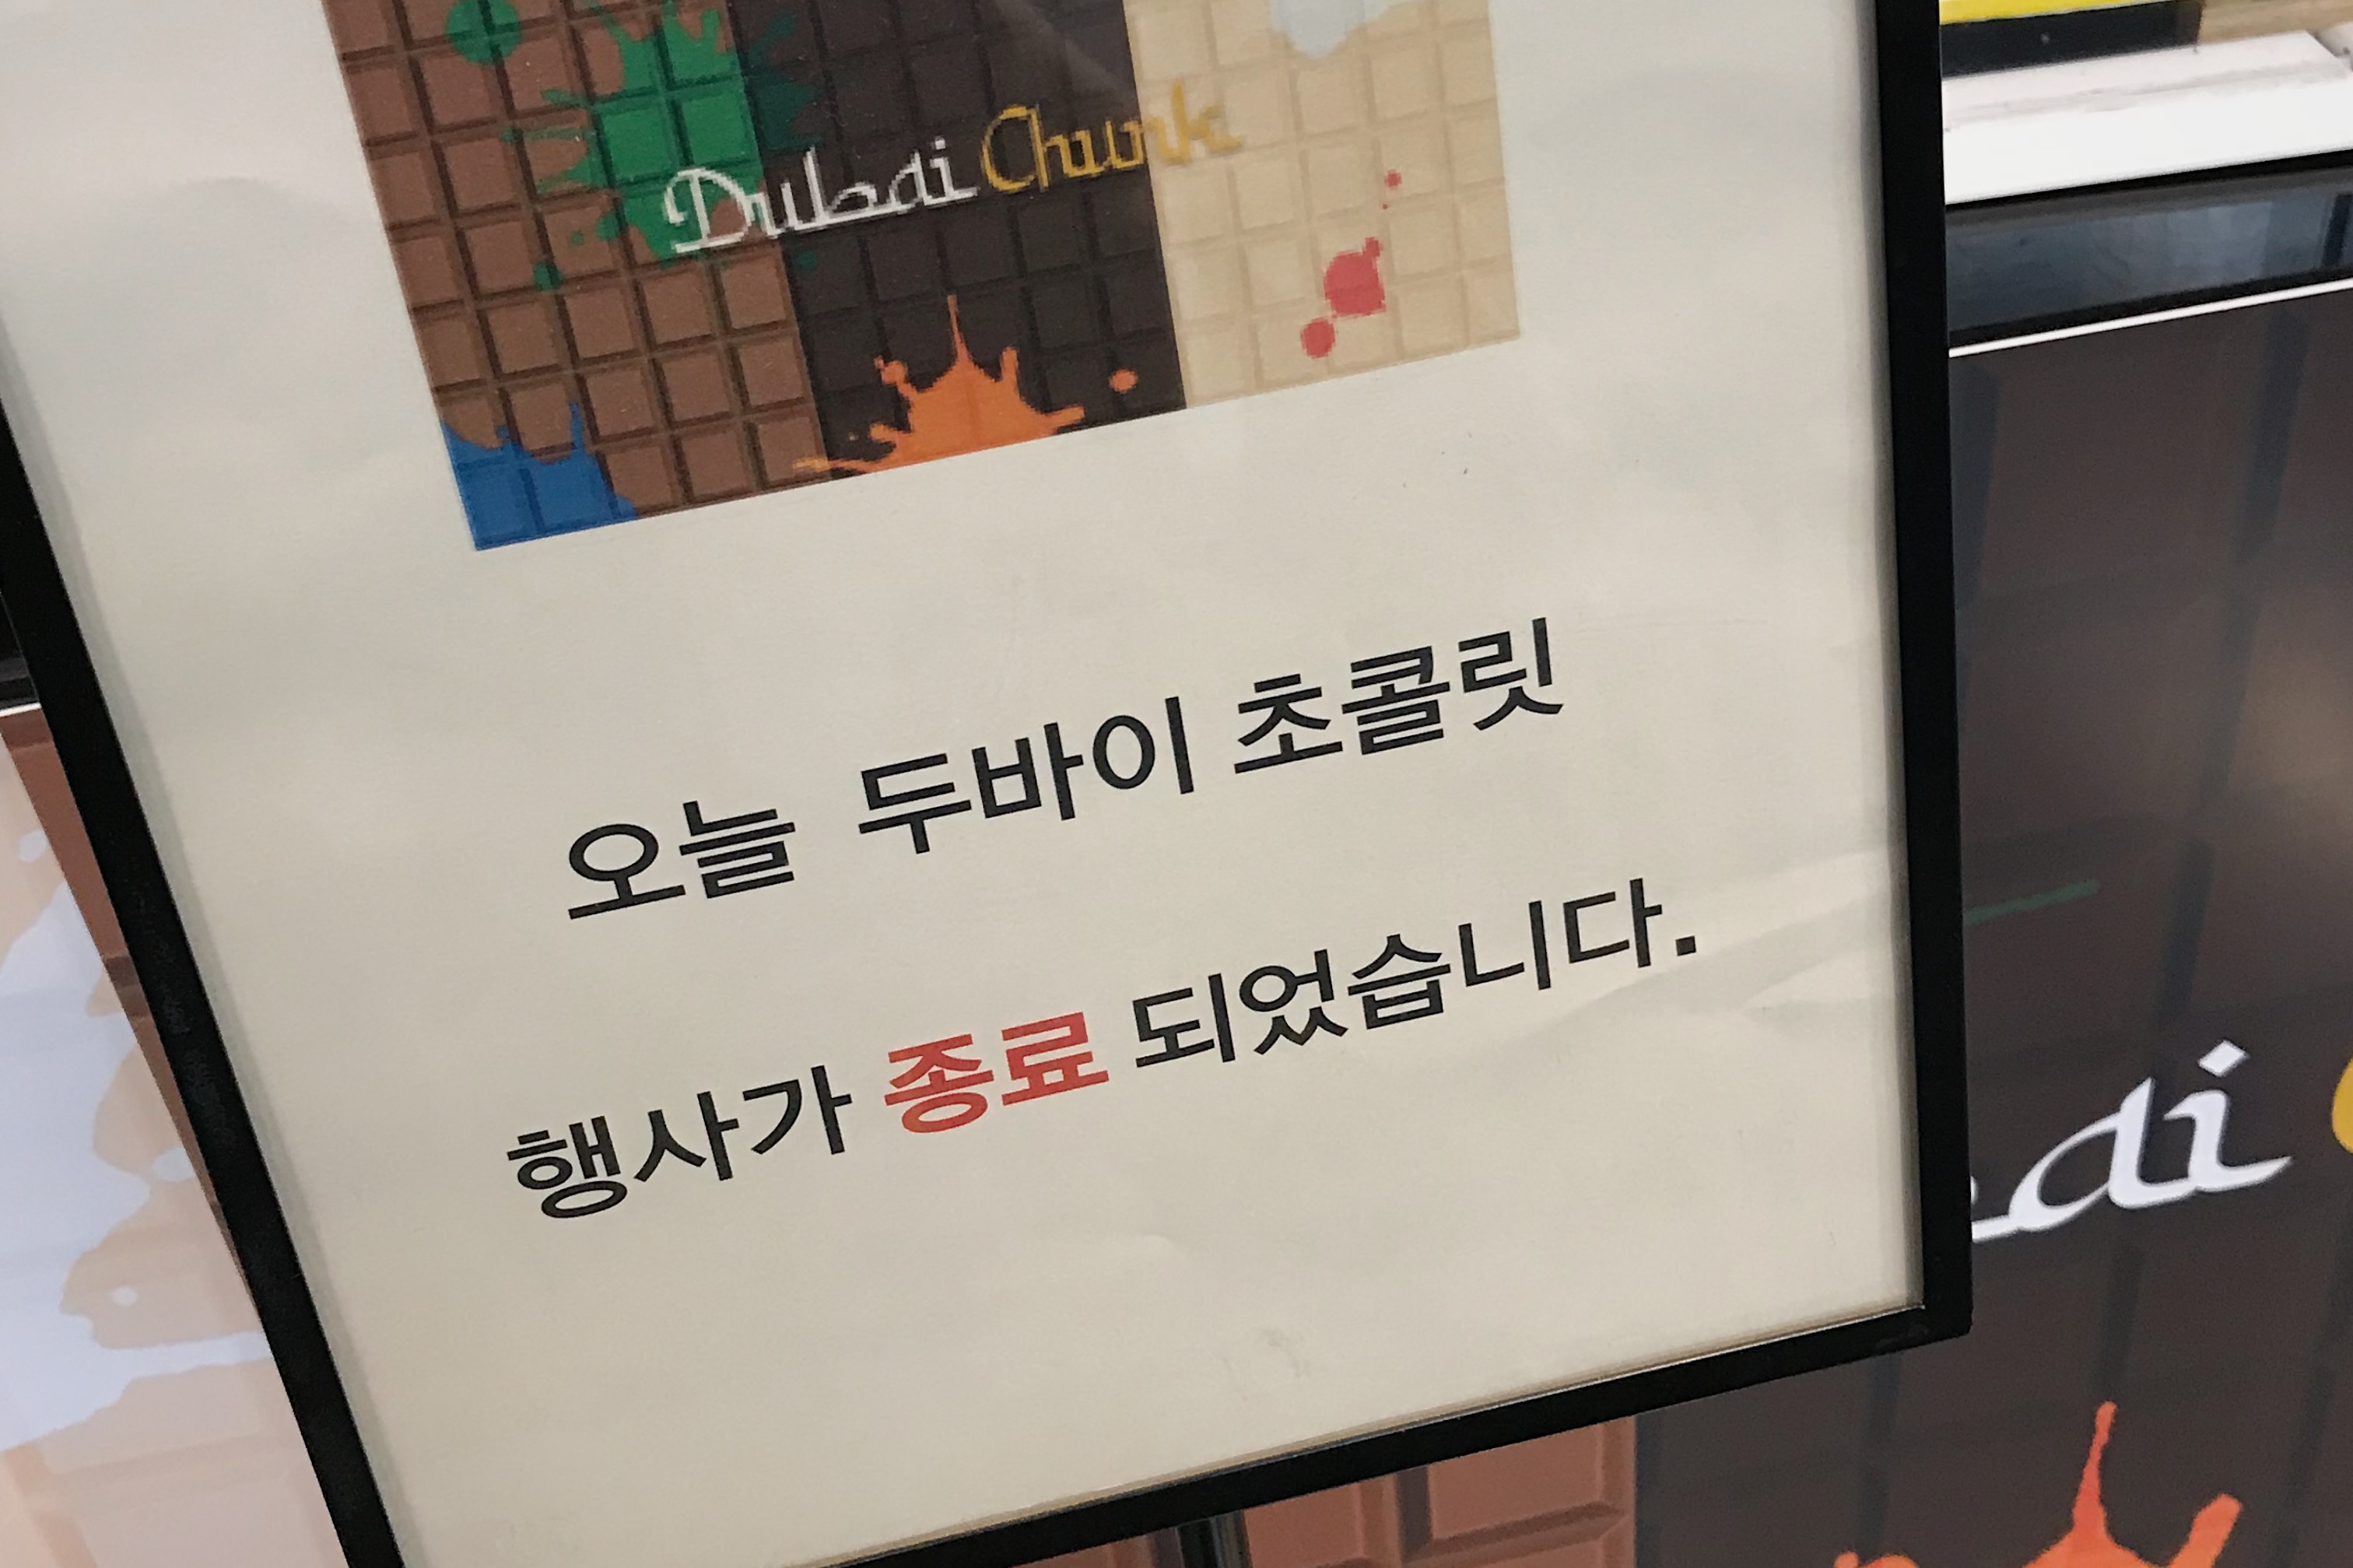 Dubai Chunk
오늘 두바이 초콜릿
행사가 종료 되었습니다.